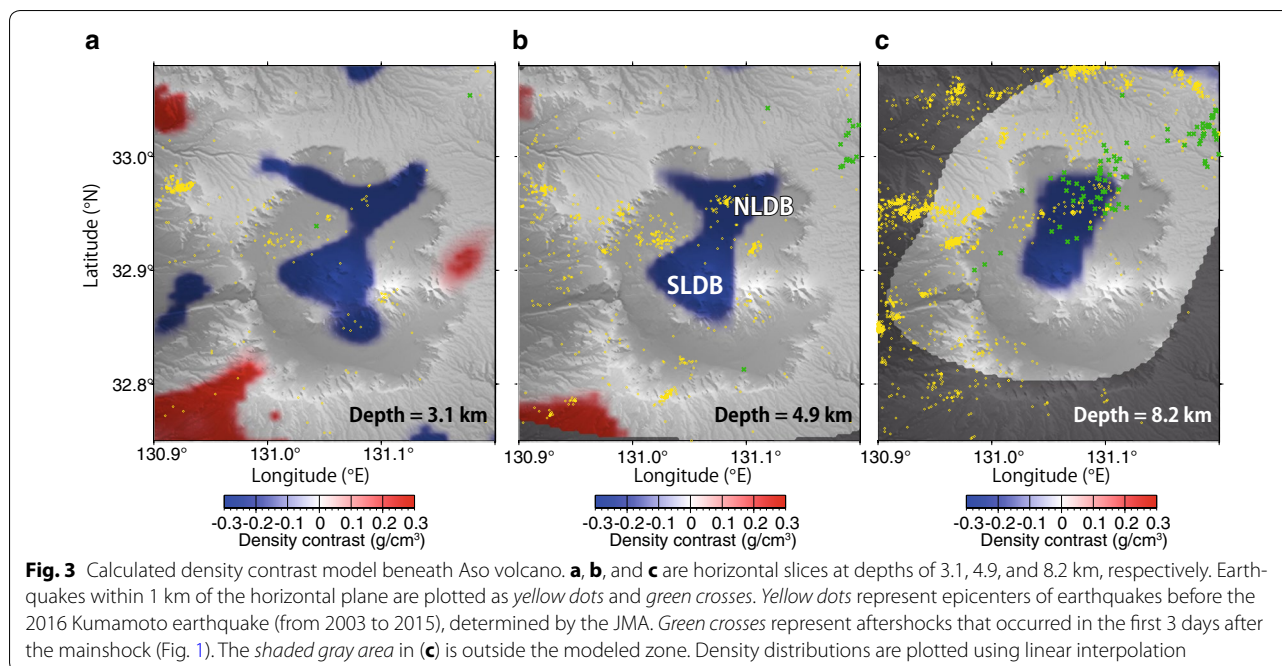 a
b
c
33.0°
32.9°
32.8°
Latitude (°N)
NLDB
SLDB
Depth = 3.1 km
Depth = 4.9 km
Depth = 8.2 km
130.9° 131.0° 131.1°
130.9° 131.0° 131.1°
130.9° 131.0° 131.1°
Longitude (°E)
Longitude (°E)
Longitude (°E)
-0.3-0.2-0.1 0 0.1 0.2 0.3
-0.3-0.2-0.1 0 0.1 0.2 0.3
-0.3-0.2-0.1 0 0.1 0.2 0.3
Density contrast (g/cm³)
Density contrast (g/cm³)
Density contrast (g/cm³)
Fig. 3 Calculated density contrast model beneath Aso volcano. a, b, and c are horizontal slices at depths of 3.1, 4.9, and 8.2 km, respectively. Earth-
quakes within 1 km of the horizontal plane are plotted as yellow dots and green crosses. Yellow dots represent epicenters of earthquakes before the
2016 Kumamoto earthquake (from 2003 to 2015), determined by the JMA. Green crosses represent aftershocks that occurred in the first 3 days after
the mainshock (Fig. 1). The shaded gray area in (c) is outside the modeled zone. Density distributions are plotted using linear interpolation